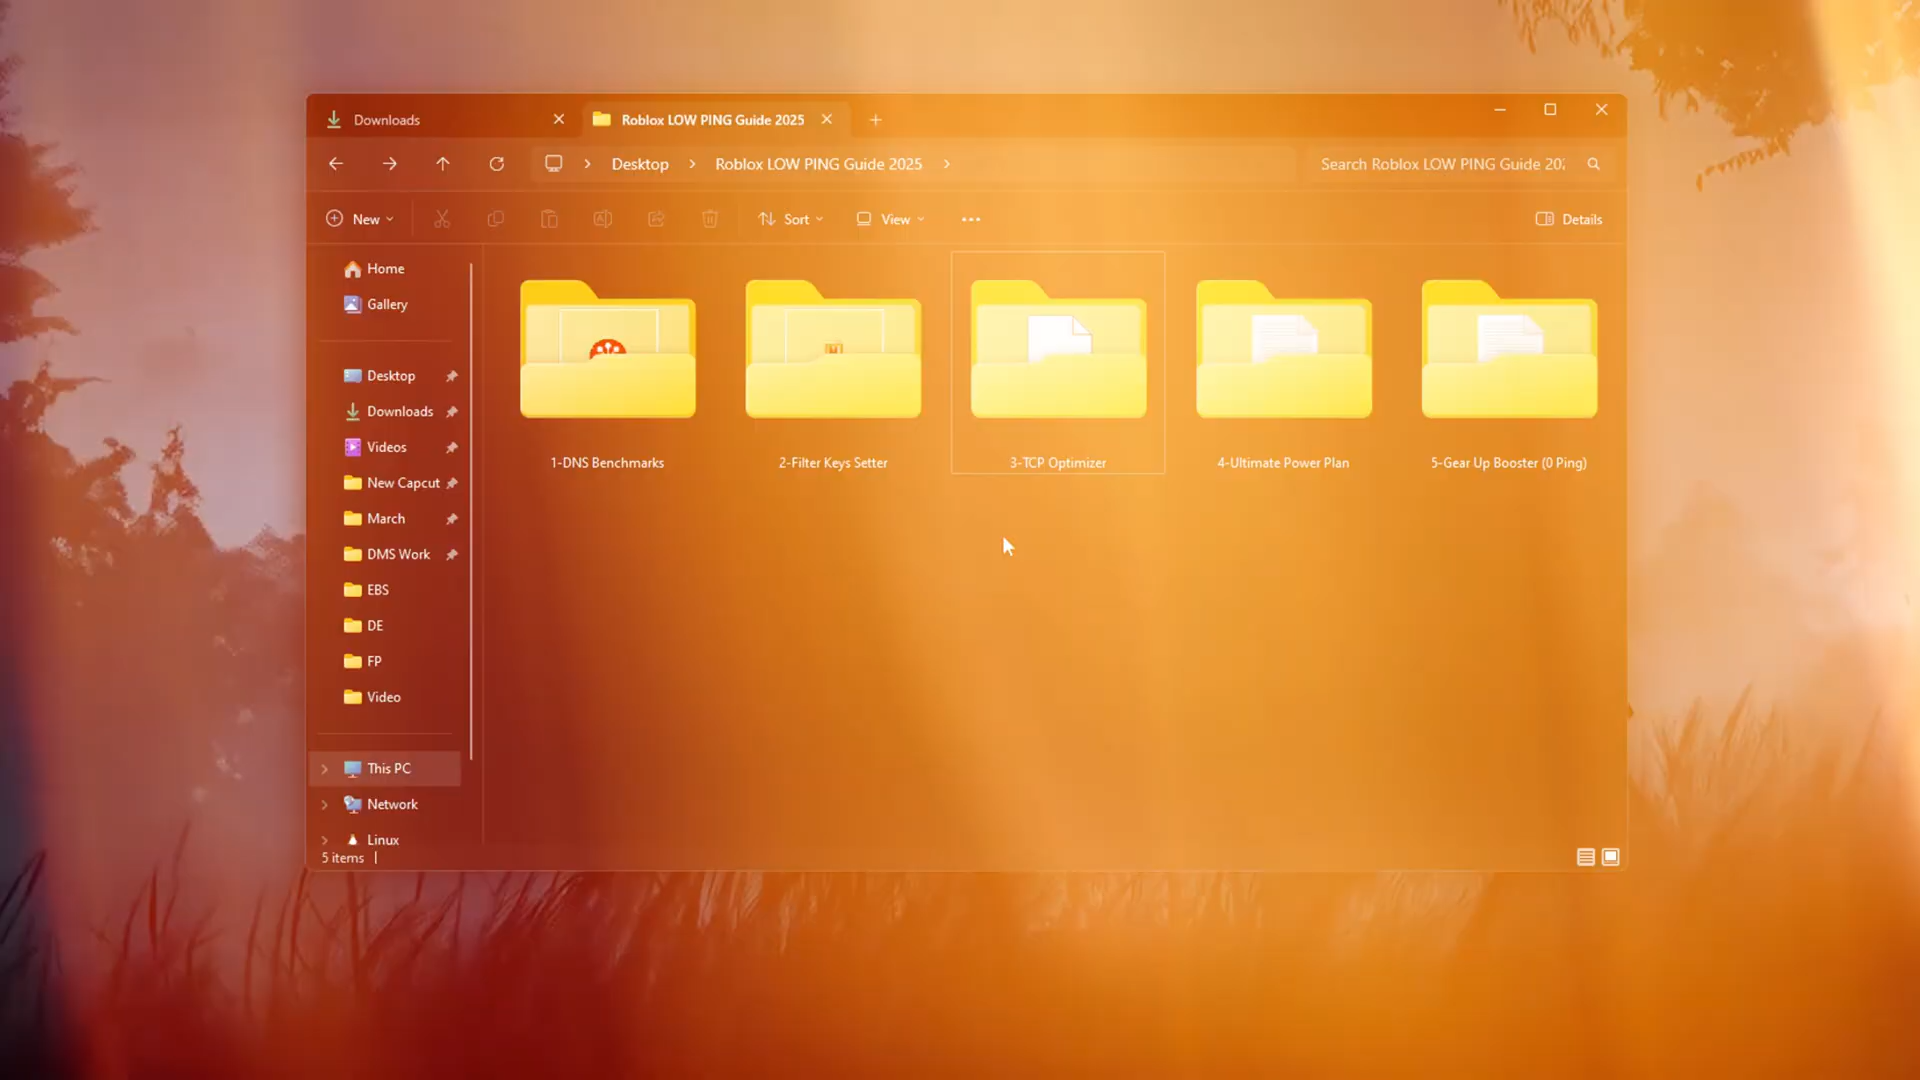 Downloads
Roblox LOW PING Guide 2025
Desktop
Roblox LOW PING Guide 2025
Search Roblox LOW PING Guide 202
New
Sort
View
Details
Home
Gallery
Desktop
Downloads
Videos
New Capcut
March
DMS Work
EBS
DE
FP
Video
This PC
Network
Linux
1-DNS Benchmarks
2-Filter Keys Setter
3-TCP Optimizer
4-Ultimate Power Plan
5-Gear Up Booster (0 Ping)
5 items